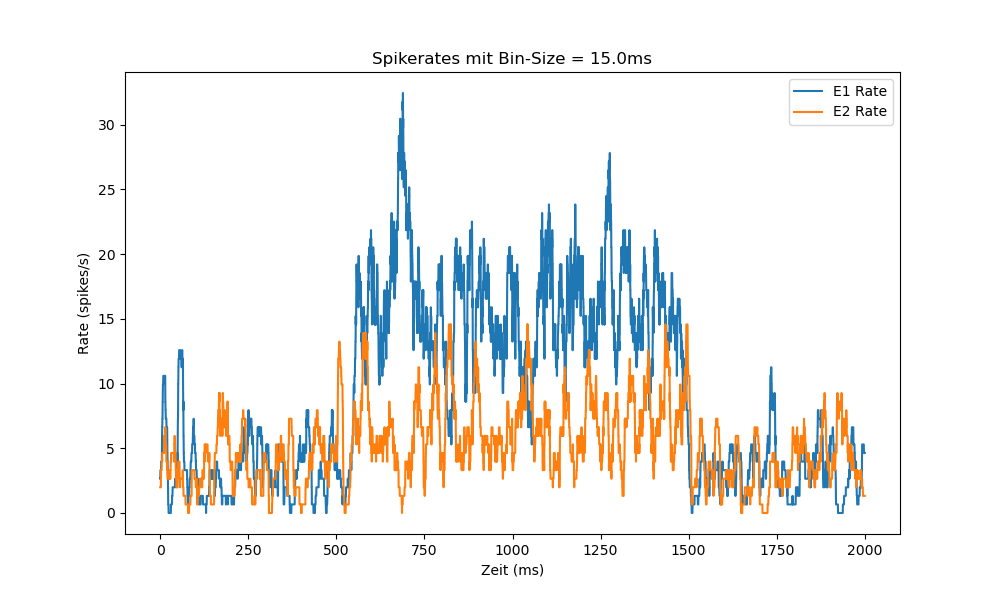 Spikerates mit Bin-Size = 15.0ms
E1 Rate
E2 Rate
30
25
20
15
10
5
0
Rate (spikes/s)
0 250 500 750 1000 1250 1500 1750 2000
Zeit (ms)